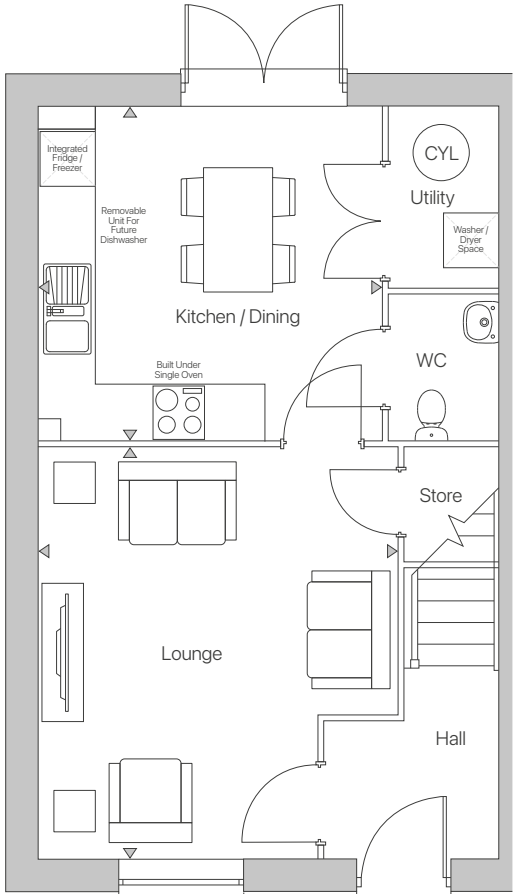 Integrated
Fridge /
Freezer
CYL
Utility
Removable
Unit For
Future
Dishwasher
Washer /
Dryer
Space
Kitchen / Dining
WC
Built Under
Single Oven
Store
Lounge
Hall